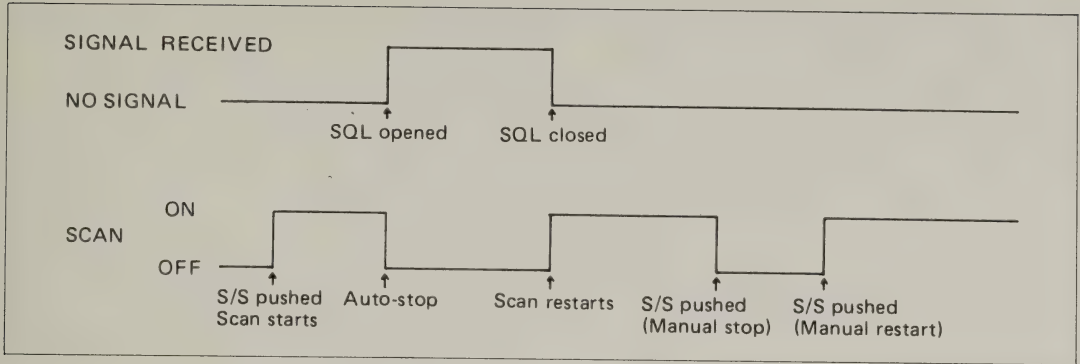 SIGNAL RECEIVED
NO SIGNAL
SQL opened
SQL closed
SCAN
ON
OFF
S/S pushed
Scan starts
Auto-stop
Scan restarts
S/S pushed
(Manual stop)
S/S pushed
(Manual restart)